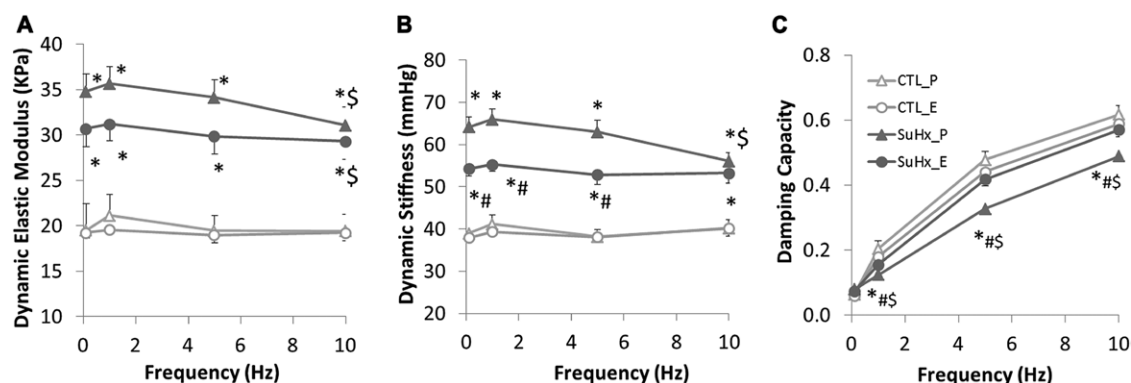 A
Dynamic Elastic Modulus (KPa)
40
35
30
25
20
15
10
* * * *$
* * * *$
0 2 4 6 8 10
Frequency (Hz)
B
Dynamic Stiffness (mmHg)
80
70
60
50
40
30
20
* * * *$
*# *# *# *
0 2 4 6 8 10
Frequency (Hz)
C
Damping Capacity
0.8
0.6
0.4
0.2
0.0
CTL_P
CTL_E
SuHx_P
SuHx_E
*#$
*#$
*#$
0 2 4 6 8 10
Frequency (Hz)